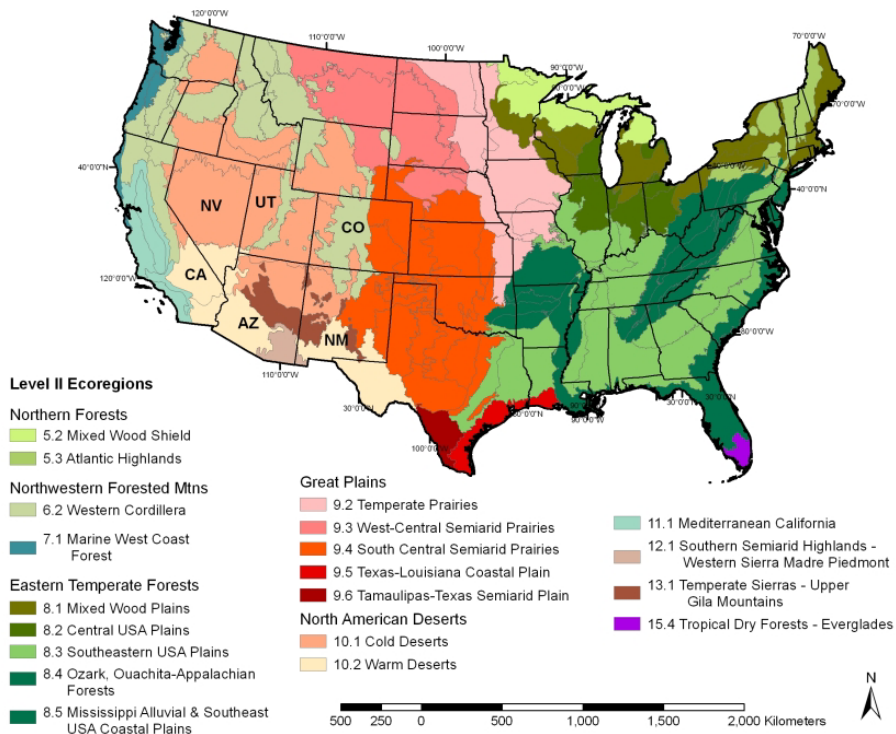 120°0'0"W
110°0'0"W
100°0'0"W
90°0'0"W
80°0'0"W
70°0'0"W
70°0'0"W
40°0'0"N
40°0'0"N
NV
UT
CO
CA
AZ
NM
120°0'0"W
110°0'0"W
30°0'0"N
100°0'0"W
30°0'0"N
Level II Ecoregions
Northern Forests
5.2 Mixed Wood Shield
5.3 Atlantic Highlands
Northwestern Forested Mtns
6.2 Western Cordillera
7.1 Marine West Coast
Forest
Eastern Temperate Forests
8.1 Mixed Wood Plains
8.2 Central USA Plains
8.3 Southeastern USA Plains
8.4 Ozark, Ouachita-Appalachian
Forests
8.5 Mississippi Alluvial & Southeast
USA Coastal Plains
Great Plains
9.2 Temperate Prairies
9.3 West-Central Semiarid Prairies
9.4 South Central Semiarid Prairies
9.5 Texas-Louisiana Coastal Plain
9.6 Tamaulipas-Texas Semiarid Plain
North American Deserts
10.1 Cold Deserts
10.2 Warm Deserts
11.1 Mediterranean California
12.1 Southern Semiarid Highlands -
Western Sierra Madre Piedmont
13.1 Temperate Sierras - Upper
Gila Mountains
15.4 Tropical Dry Forests - Everglades
N
500 250 0 500 1,000 1,500 2,000 Kilometers